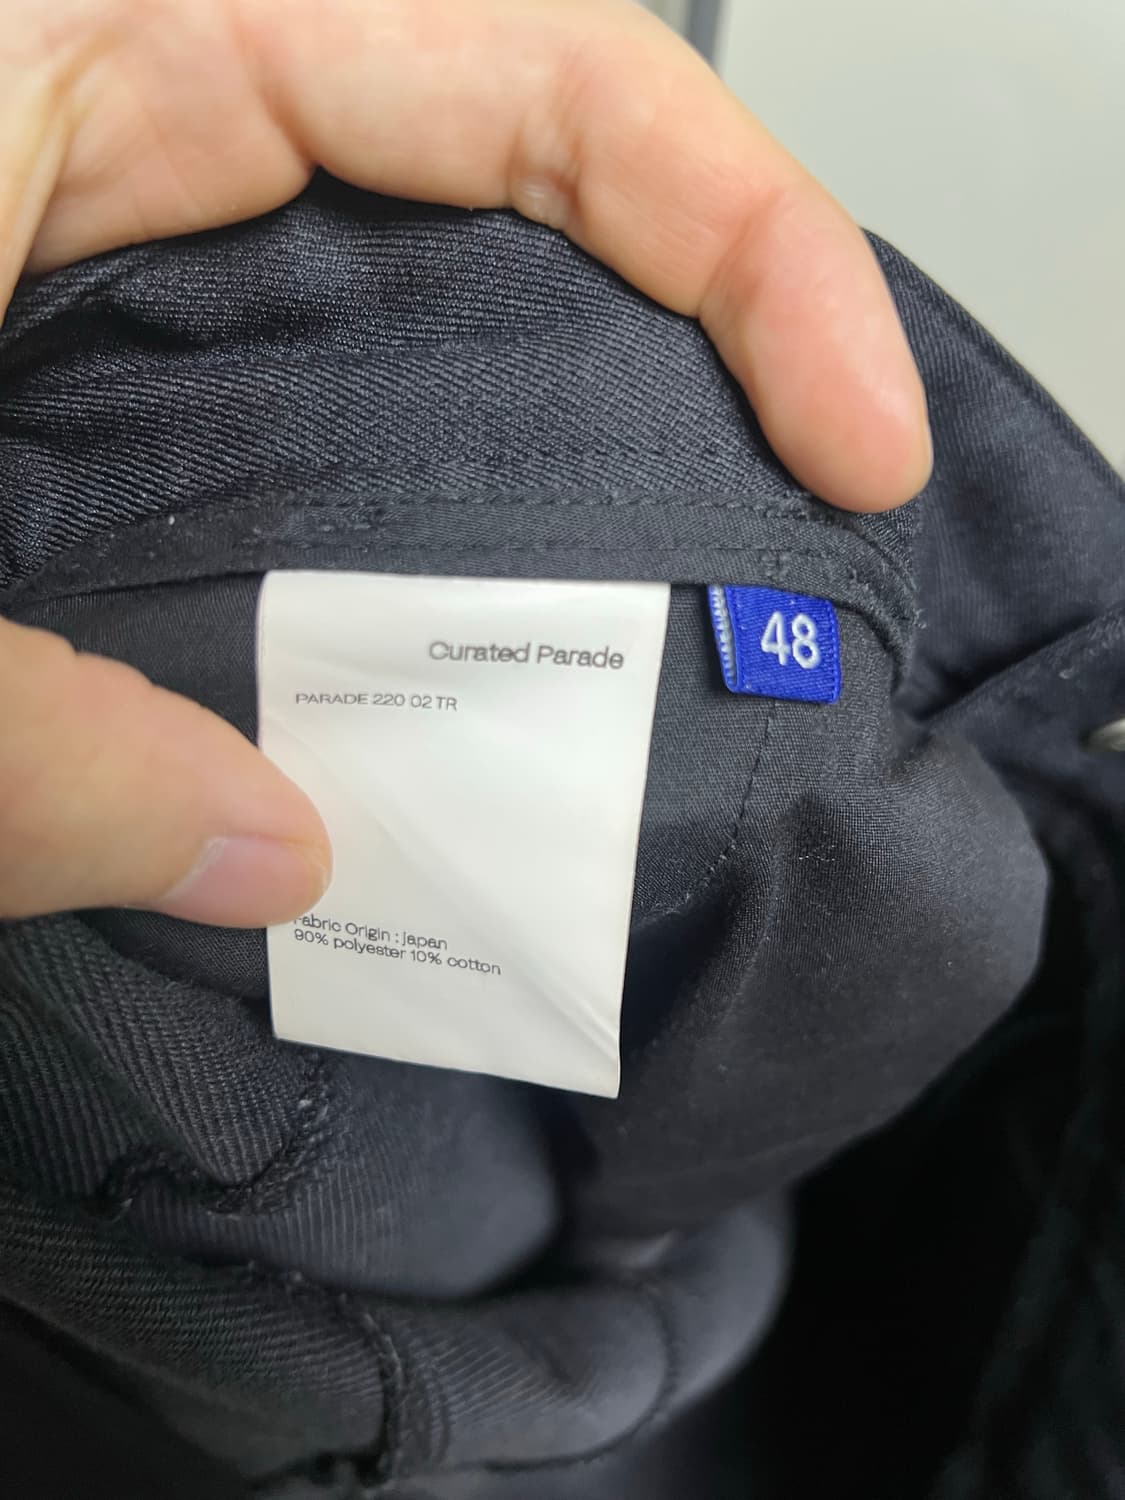 Curated Parade
48
PARADE 220 02 TR
Fabric Origin : Japan
90% polyester 10% cotton